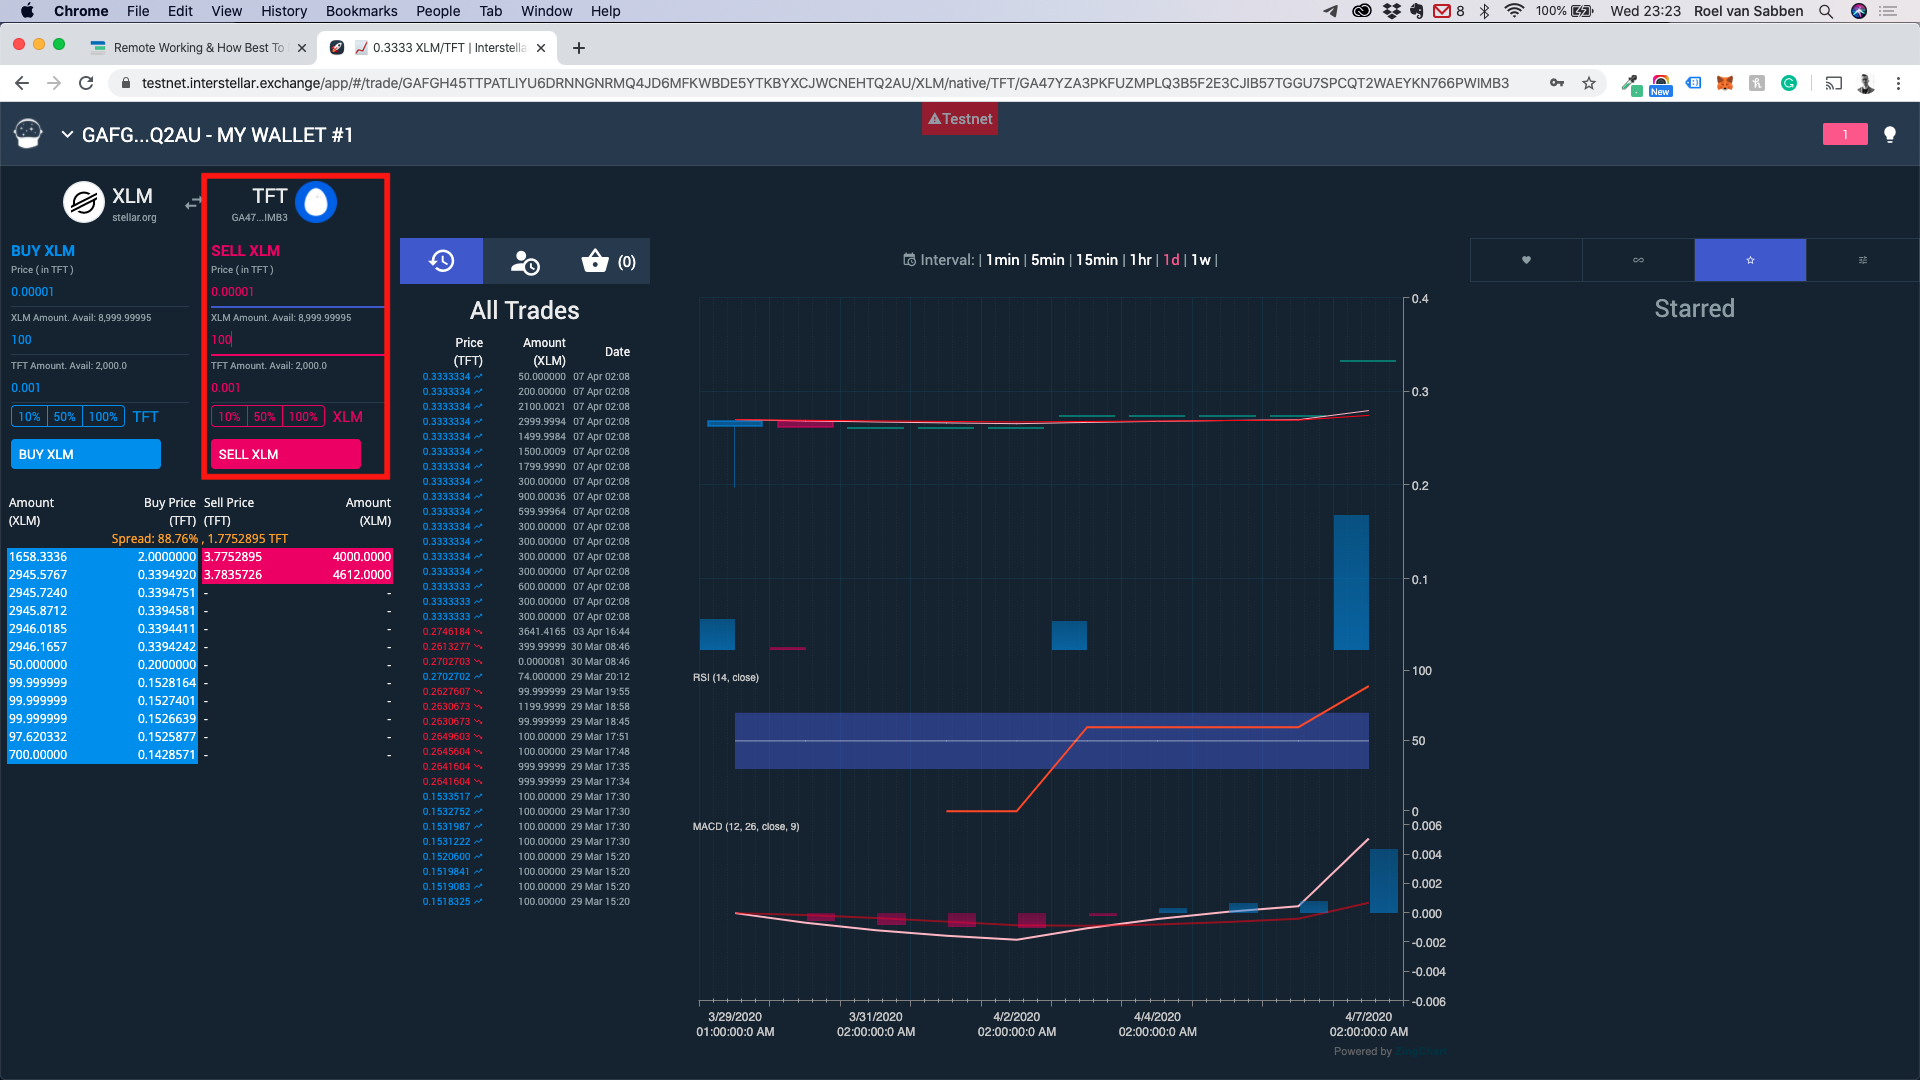 Chrome File Edit View History Bookmarks People Tab Window Help 8 100% Wed 23:23 Roel van Sabben
Remote Working & How Best To 0.3333 XLM/TFT | Interstella
testnet.interstellar.exchange/app/#/trade/GAFGH45TTPATLIYU6DRNNGNRMQ4JD6MFKWBDE5YTKBYXCJWCNEHTQ2AU/XLM/native/TFT/GA47YZA3PKFUZMPLQ3B5F2E3CJIB57TGGU7SPCQT2WAEYKN766PWIMB3
New
GAFG...Q2AU - MY WALLET #1 Testnet 1
XLM TFT
stellar.org GA47...IMB3
BUY XLM SELL XLM
Price ( in TFT ) Price ( in TFT )
0.00001 0.00001
XLM Amount. Avail: 8,999.99995 XLM Amount. Avail: 8,999.99995
100 100
TFT Amount. Avail: 2,000.0 TFT Amount. Avail: 2,000.0
0.001 0.001
10% 50% 100% TFT 10% 50% 100% XLM
BUY XLM SELL XLM
Amount Buy Price Sell Price Amount
(XLM) (TFT) (TFT) (XLM)
Spread: 88.76% , 1.7752895 TFT
1658.3336 2.0000000 3.7752895 4000.0000
2945.5767 0.3394920 3.7835726 4612.0000
2945.7240 0.3394751 - -
2945.8712 0.3394581 - -
2946.0185 0.3394411 - -
2946.1657 0.3394242 - -
50.000000 0.2000000 - -
99.999999 0.1528164 - -
99.999999 0.1527401 - -
99.999999 0.1526639 - -
97.620332 0.1525877 - -
700.00000 0.1428571 - -
(0)
All Trades
Price Amount Date
(TFT) (XLM)
0.3333334 50.000000 07 Apr 02:08
0.3333334 200.00000 07 Apr 02:08
0.3333334 2100.0021 07 Apr 02:08
0.3333334 2999.9994 07 Apr 02:08
0.3333334 1499.9984 07 Apr 02:08
0.3333334 1500.0009 07 Apr 02:08
0.3333334 1799.9990 07 Apr 02:08
0.3333334 300.00000 07 Apr 02:08
0.3333334 900.00036 07 Apr 02:08
0.3333334 599.99964 07 Apr 02:08
0.3333334 300.00000 07 Apr 02:08
0.3333334 300.00000 07 Apr 02:08
0.3333334 300.00000 07 Apr 02:08
0.3333334 300.00000 07 Apr 02:08
0.3333333 600.00000 07 Apr 02:08
0.3333333 300.00000 07 Apr 02:08
0.3333333 300.00000 07 Apr 02:08
0.2746184 3641.4165 03 Apr 16:44
0.2613277 399.99999 30 Mar 08:46
0.2702703 0.0000081 30 Mar 08:46
0.2702702 74.000000 29 Mar 20:12
0.2627607 99.999999 29 Mar 19:55
0.2630673 1199.9999 29 Mar 18:58
0.2630673 99.999999 29 Mar 18:45
0.2649603 100.00000 29 Mar 17:51
0.2645604 100.00000 29 Mar 17:48
0.2641604 999.99999 29 Mar 17:35
0.2641604 999.99999 29 Mar 17:34
0.1533517 100.00000 29 Mar 17:30
0.1532752 100.00000 29 Mar 17:30
0.1531987 100.00000 29 Mar 17:30
0.1531222 100.00000 29 Mar 17:30
0.1520600 100.00000 29 Mar 15:20
0.1519841 100.00000 29 Mar 15:20
0.1519083 100.00000 29 Mar 15:20
0.1518325 100.00000 29 Mar 15:20
Interval: | 1min | 5min | 15min | 1hr | 1d | 1w |
0.4
0.3
0.2
0.1
RSI (14, close)
100
50
0
MACD (12, 26, close, 9)
0.006
0.004
0.002
0.000
-0.002
-0.004
-0.006
3/29/2020 3/31/2020 4/2/2020 4/4/2020 4/7/2020
01:00:00:0 AM 02:00:00:0 AM 02:00:00:0 AM 02:00:00:0 AM 02:00:00:0 AM
Powered by
Starred